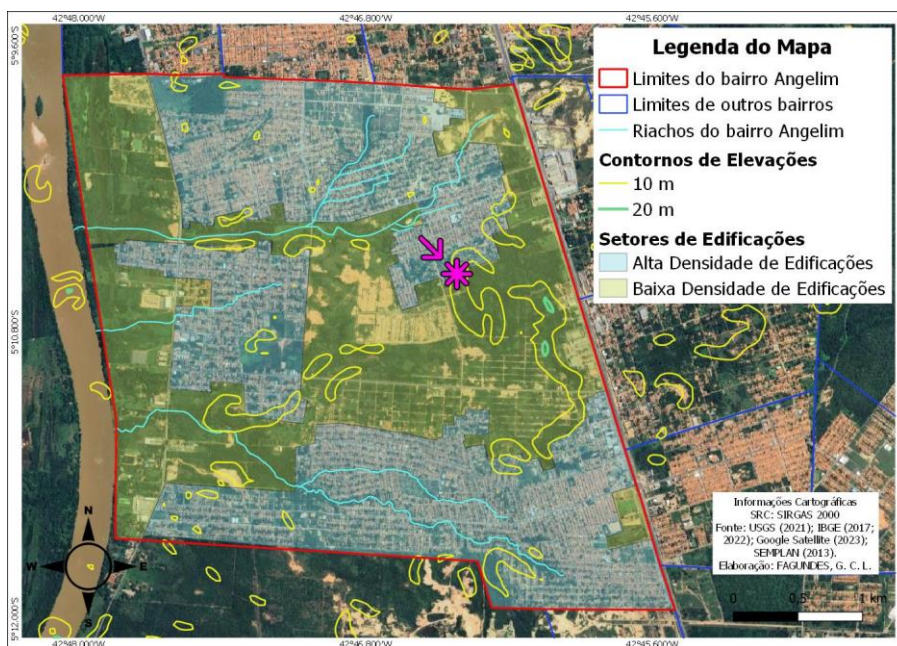 42°48.000'W 42°46.800'W 42°45.600'W
5°9.600'S
5°10.800'S
5°12.000'S
Legenda do Mapa
Limites do bairro Angelim
Limites de outros bairros
Riachos do bairro Angelim
Contornos de Elevações
10 m
20 m
Setores de Edificações
Alta Densidade de Edificações
Baixa Densidade de Edificações
N
W E
S
Informações Cartográficas
SRC: SIRGAS 2000
Fonte: USGS (2021); IBGE (2017;
2022); Google Satellite (2023);
SEMPLAN (2013).
Elaboração: FAGUNDES, G. C. L.
0 0,5 1 km
42°48.000'W 42°46.800'W 42°45.600'W